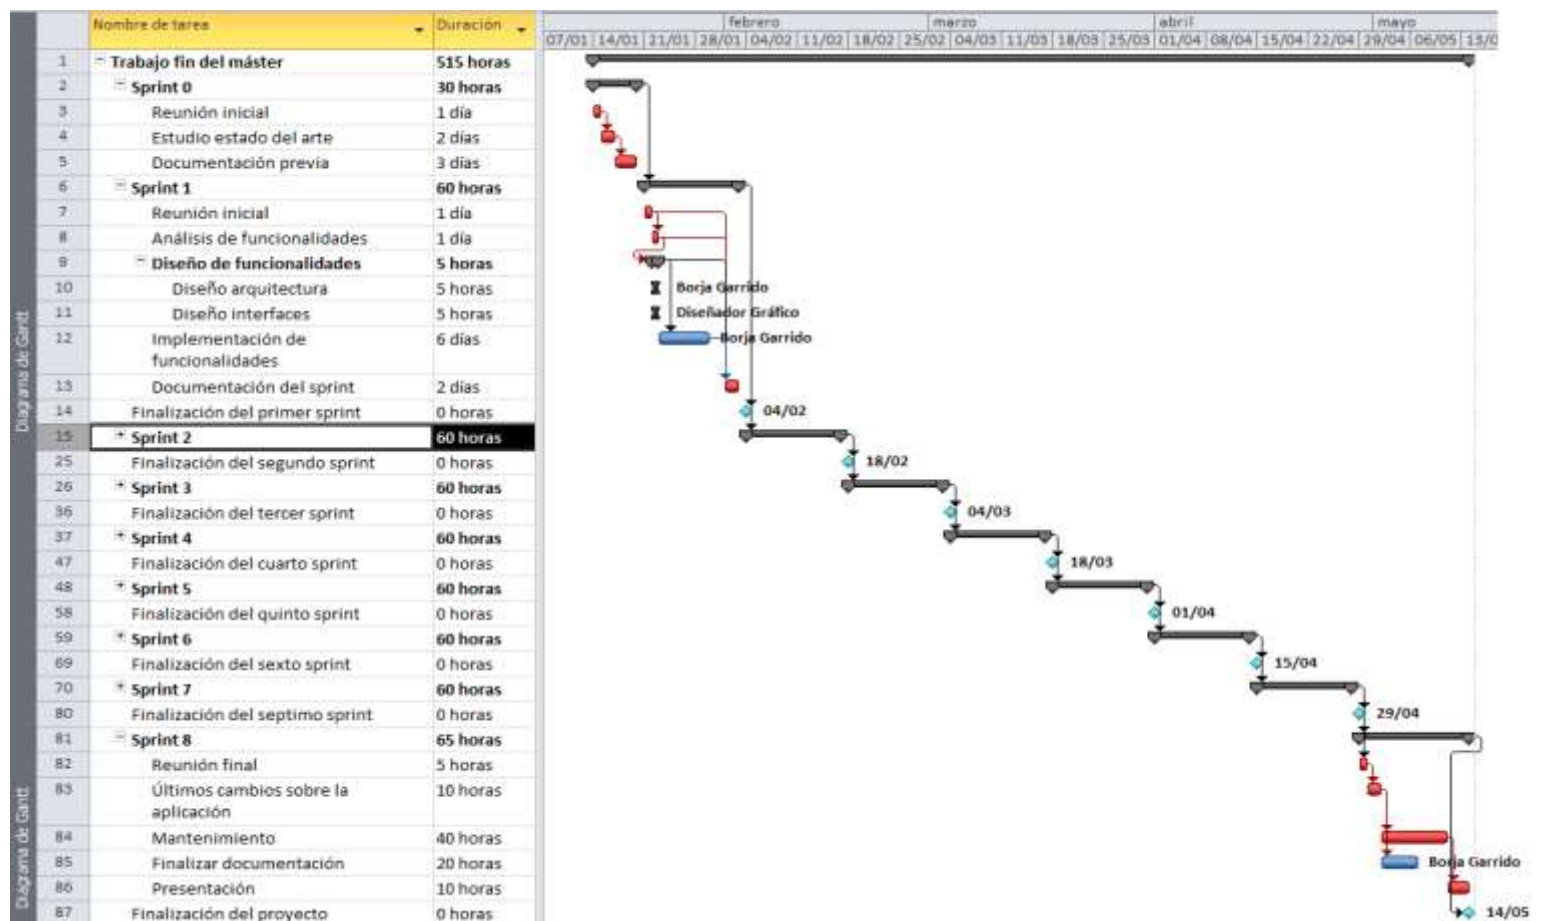 Nombre de tarea Duración
febrero marzo abril mayo
07/01 14/01 21/01 28/01 04/02 11/02 18/02 25/02 04/03 11/03 18/03 25/03 01/04 08/04 15/04 22/04 29/04 06/05 13/0
1 Trabajo fin del máster 515 horas
2 Sprint 0 30 horas
3 Reunión inicial 1 día
4 Estudio estado del arte 2 días
5 Documentación previa 3 días
6 Sprint 1 60 horas
7 Reunión inicial 1 día
8 Análisis de funcionalidades 1 día
9 Diseño de funcionalidades 5 horas
10 Diseño arquitectura 5 horas Borja Garrido
11 Diseño interfaces 5 horas Diseñador Gráfico
12 Implementación de 6 días Borja Garrido
funcionalidades
13 Documentación del sprint 2 días
14 Finalización del primer sprint 0 horas 04/02
15 Sprint 2 60 horas
25 Finalización del segundo sprint 0 horas 18/02
26 Sprint 3 60 horas
36 Finalización del tercer sprint 0 horas 04/03
37 Sprint 4 60 horas
47 Finalización del cuarto sprint 0 horas 18/03
48 Sprint 5 60 horas
58 Finalización del quinto sprint 0 horas 01/04
59 Sprint 6 60 horas
69 Finalización del sexto sprint 0 horas 15/04
70 Sprint 7 60 horas
80 Finalización del septimo sprint 0 horas 29/04
81 Sprint 8 65 horas
82 Reunión final 5 horas
83 Últimos cambios sobre la 10 horas
aplicación
84 Mantenimiento 40 horas
85 Finalizar documentación 20 horas Borja Garrido
86 Presentación 10 horas
87 Finalización del proyecto 0 horas 14/05
Diagrama de Gantt
Diagrama de Gantt